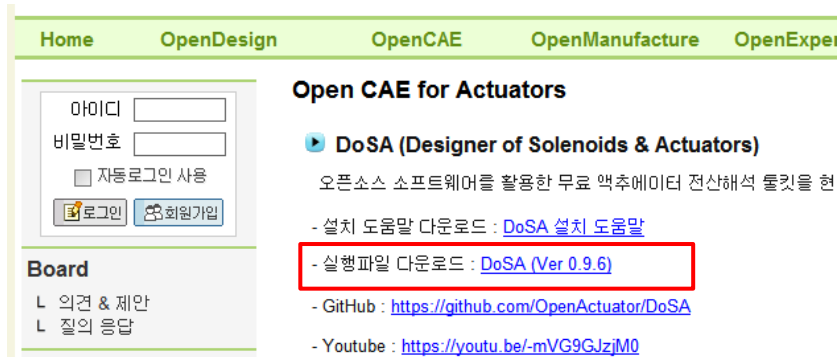 Home OpenDesign OpenCAE OpenManufacture OpenExper
아이디
비밀번호
자동로그인 사용
로그인 회원가입
Board
의견 & 제안
질의 응답
Open CAE for Actuators
DoSA (Designer of Solenoids & Actuators)
오픈소스 소프트웨어를 활용한 무료 액추에이터 전산해석 툴킷을 현
- 설치 도움말 다운로드 : DoSA 설치 도움말
- 실행파일 다운로드 : DoSA (Ver 0.9.6)
- GitHub : https://github.com/OpenActuator/DoSA
- Youtube : https://youtu.be/-mVG9GJzjM0